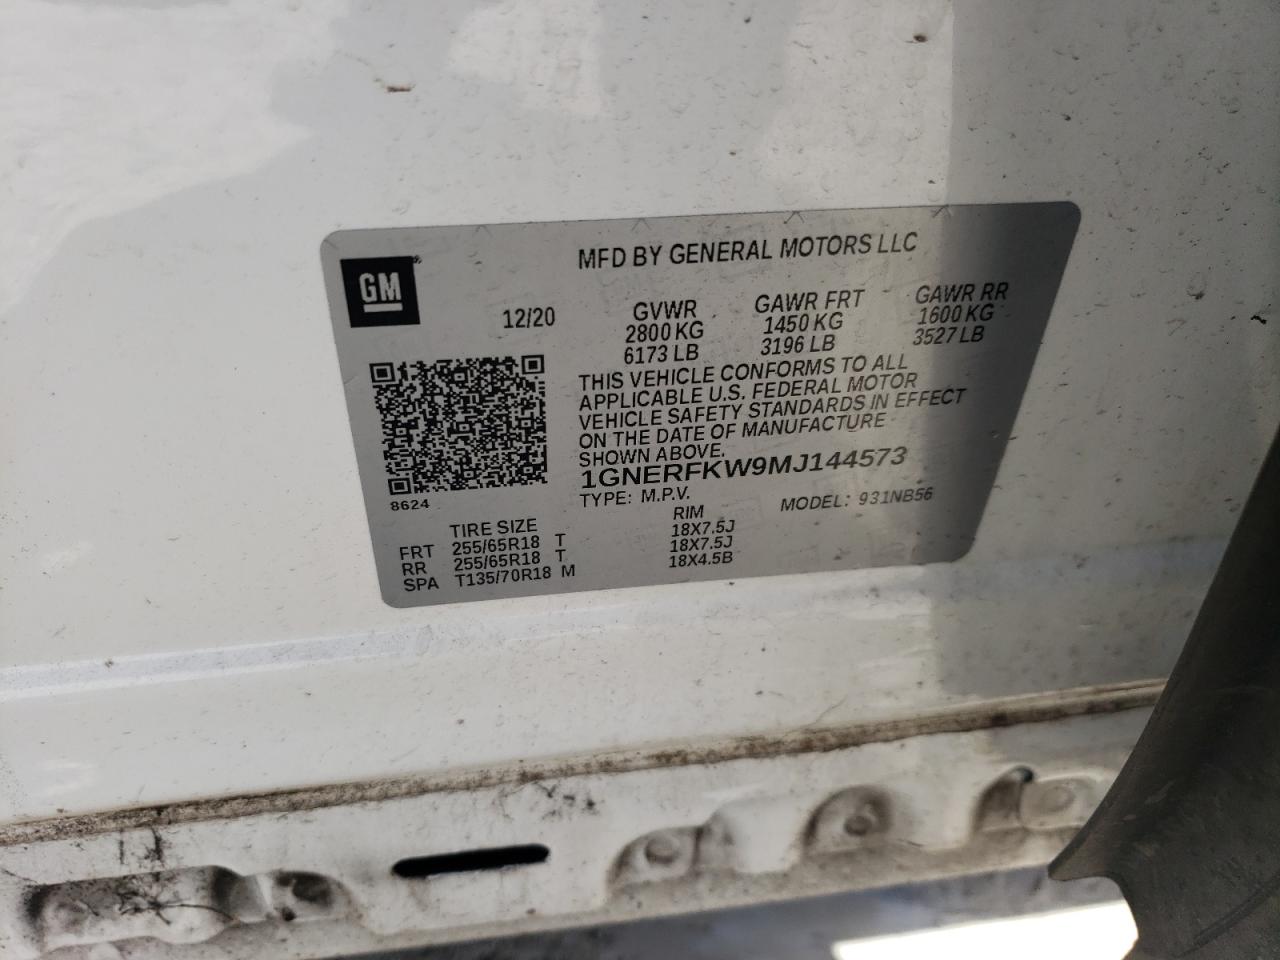 MFD BY GENERAL MOTORS LLC
GM
12/20
GVWR GAWR FRT GAWR RR
2800 KG 1450 KG 1600 KG
6173 LB 3196 LB 3527 LB
THIS VEHICLE CONFORMS TO ALL
APPLICABLE U.S. FEDERAL MOTOR
VEHICLE SAFETY STANDARDS IN EFFECT
ON THE DATE OF MANUFACTURE
SHOWN ABOVE.
1GNERFKW9MJ144573
TYPE: M.P.V. MODEL: 931NB56
8624
TIRE SIZE RIM
FRT 255/65R18 T 18X7.5J
RR 255/65R18 T 18X7.5J
SPA T135/70R18 M 18X4.5B